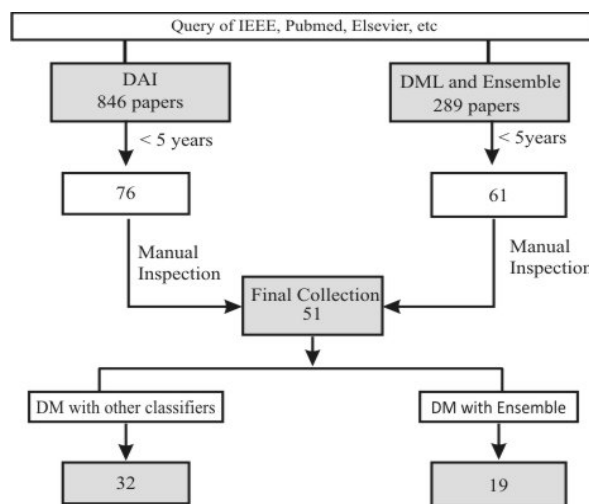 Query of IEEE, Pubmed, Elsevier, etc
DAI
846 papers
DML and Ensemble
289 papers
< 5 years
< 5years
76
61
Manual
Inspection
Manual
Inspection
Final Collection
51
DM with other classifiers
DM with Ensemble
32
19